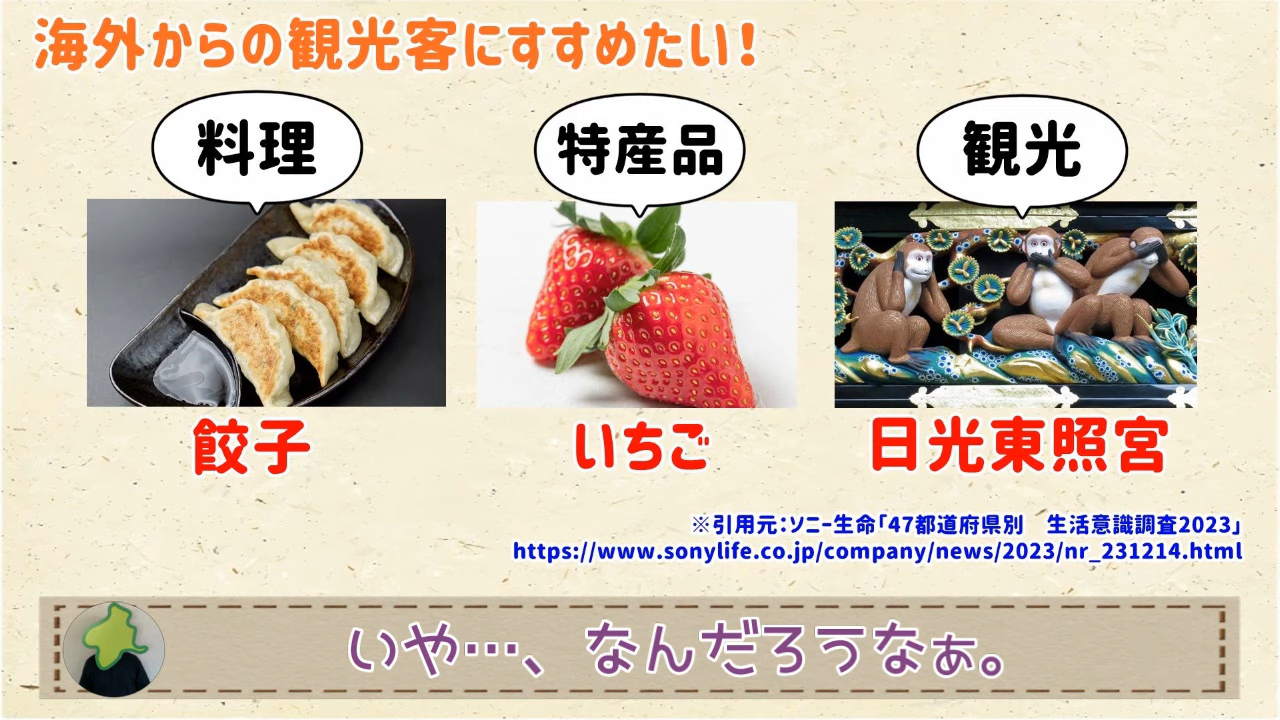 海外からの観光客にすすめたい！
料理
特産品
観光
餃子
いちご
日光東照宮
※引用元：ソニー生命「47都道府県別　生活意識調査2023」
https://www.sonylife.co.jp/company/news/2023/nr_231214.html
いや…、なんだろうなぁ。